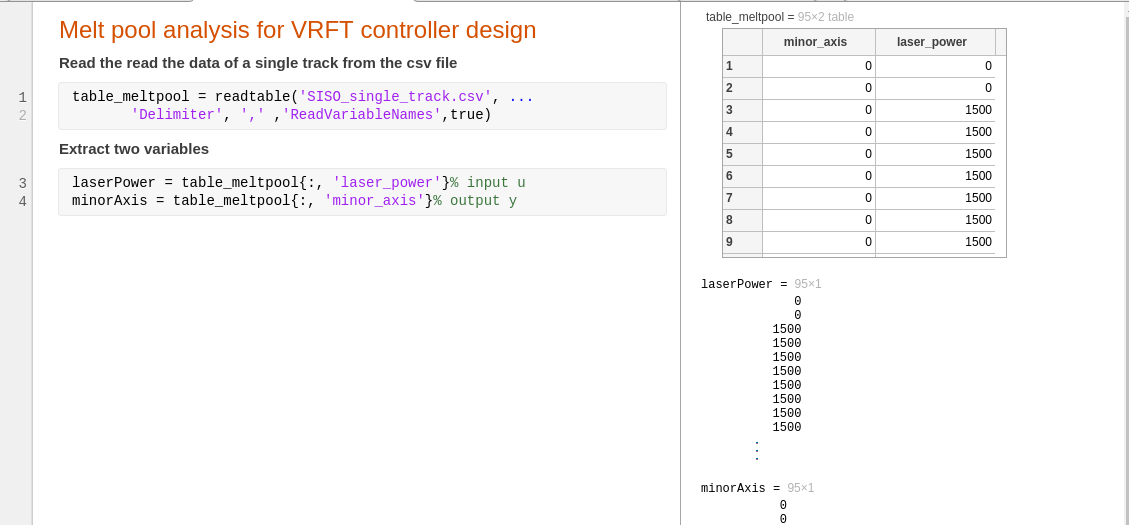 Melt pool analysis for VRFT controller design
Read the read the data of a single track from the csv file
1 table_meltpool = readtable('SISO_single_track.csv', ...
2 'Delimiter', ',' ,'ReadVariableNames',true)
Extract two variables
3 laserPower = table_meltpool{:, 'laser_power'}% input u
4 minorAxis = table_meltpool{:, 'minor_axis'}% output y
table_meltpool = 95×2 table
minor_axis laser_power
1 0 0
2 0 0
3 0 1500
4 0 1500
5 0 1500
6 0 1500
7 0 1500
8 0 1500
9 0 1500
laserPower = 95×1
0
0
1500
1500
1500
1500
1500
1500
1500
1500
⋮
minorAxis = 95×1
0
0